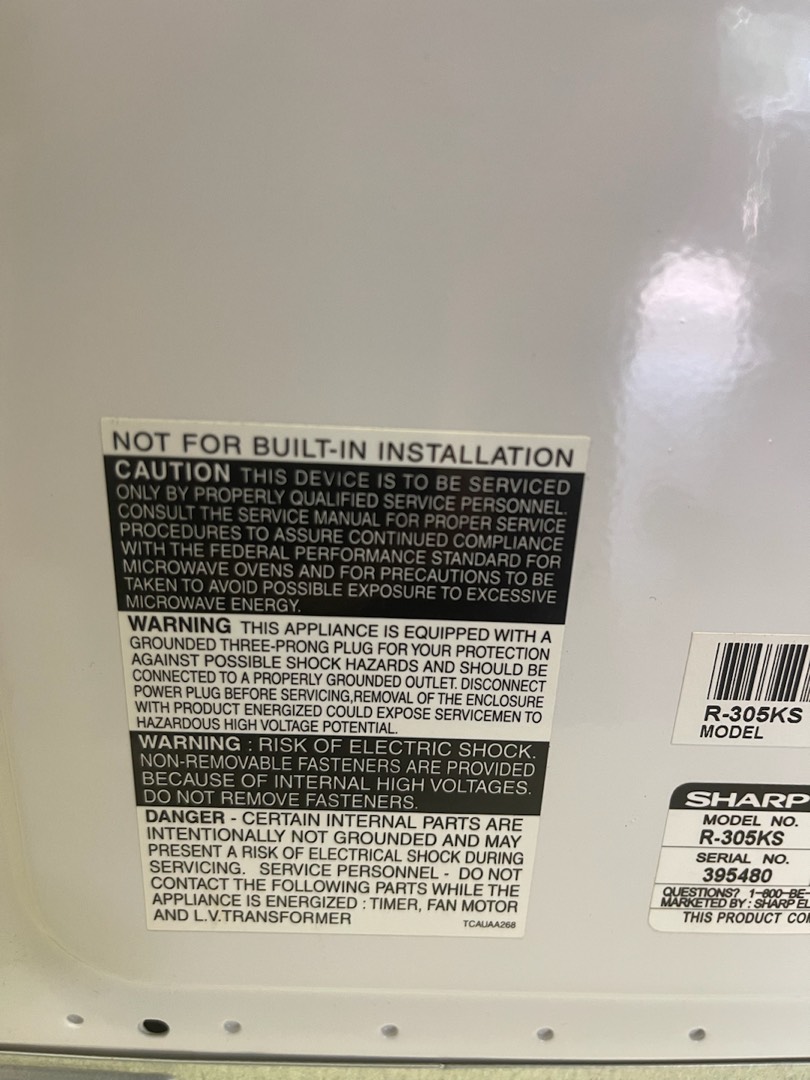 NOT FOR BUILT-IN INSTALLATION
CAUTION THIS DEVICE IS TO BE SERVICED
ONLY BY PROPERLY QUALIFIED SERVICE PERSONNEL.
CONSULT THE SERVICE MANUAL FOR PROPER SERVICE
PROCEDURES TO ASSURE CONTINUED COMPLIANCE
WITH THE FEDERAL PERFORMANCE STANDARD FOR
MICROWAVE OVENS AND FOR PRECAUTIONS TO BE
TAKEN TO AVOID POSSIBLE EXPOSURE TO EXCESSIVE
MICROWAVE ENERGY.
WARNING THIS APPLIANCE IS EQUIPPED WITH A
GROUNDED THREE-PRONG PLUG FOR YOUR PROTECTION
AGAINST POSSIBLE SHOCK HAZARDS AND SHOULD BE
CONNECTED TO A PROPERLY GROUNDED OUTLET. DISCONNECT
POWER PLUG BEFORE SERVICING,REMOVAL OF THE ENCLOSURE
WITH PRODUCT ENERGIZED COULD EXPOSE SERVICEMEN TO
HAZARDOUS HIGH VOLTAGE POTENTIAL.
WARNING : RISK OF ELECTRIC SHOCK.
NON-REMOVABLE FASTENERS ARE PROVIDED
BECAUSE OF INTERNAL HIGH VOLTAGES.
DO NOT REMOVE FASTENERS.
DANGER - CERTAIN INTERNAL PARTS ARE
INTENTIONALLY NOT GROUNDED AND MAY
PRESENT A RISK OF ELECTRICAL SHOCK DURING
SERVICING. SERVICE PERSONNEL - DO NOT
CONTACT THE FOLLOWING PARTS WHILE THE
APPLIANCE IS ENERGIZED : TIMER, FAN MOTOR
AND L.V.TRANSFORMER
TCAUAA268
R-305KS
MODEL
SHARP
MODEL NO.
R-305KS
SERIAL NO.
395480
QUESTIONS? 1-800-BE-
MARKETED BY : SHARP EL
THIS PRODUCT CO